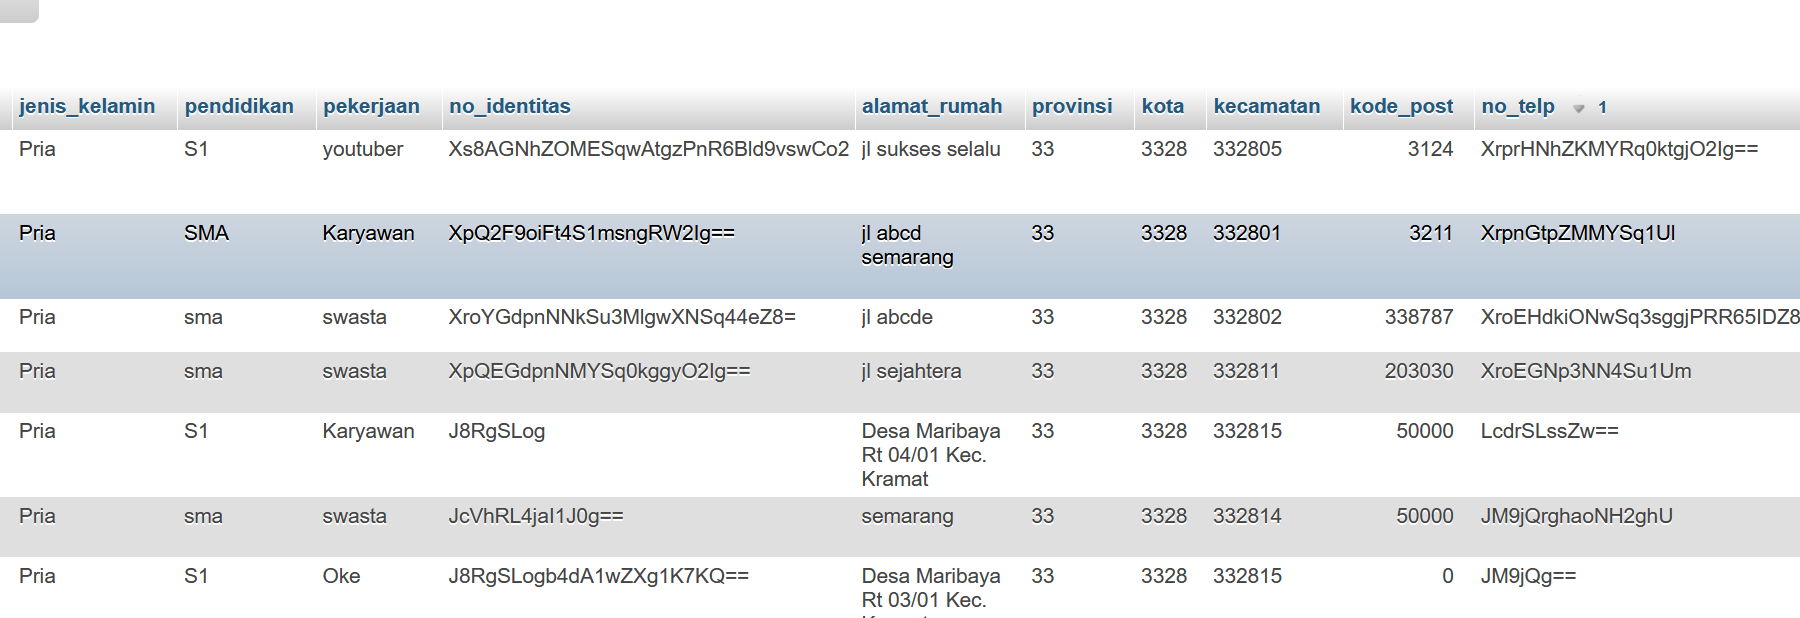 jenis_kelamin pendidikan pekerjaan no_identitas alamat_rumah provinsi kota kecamatan kode_post no_telp 1
Pria S1 youtuber Xs8AGNhZOMESqwAtgzPnR6Bld9vswCo2 jl sukses selalu 33 3328 332805 3124 XrprHNhZKMYRq0ktgjO2Ig==
Pria SMA Karyawan XpQ2F9oiFt4S1msngRW2Ig== jl abcd 33 3328 332801 3211 XrpnGtpZMMYSq1Ul
semarang
Pria sma swasta XroYGdpnNNkSu3MlgwXNSq44eZ8= jl abcde 33 3328 332802 338787 XroEHdkiONwSq3sggjPRR65IDZ8
Pria sma swasta XpQEGdpnNMYSq0kggyO2Ig== jl sejahtera 33 3328 332811 203030 XroEGNp3NN4Su1Um
Pria S1 Karyawan J8RgSLog Desa Maribaya 33 3328 332815 50000 LcdrSLssZw==
Rt 04/01 Kec.
Kramat
Pria sma swasta JcVhRL4jaI1J0g== semarang 33 3328 332814 50000 JM9jQrghaoNH2ghU
Pria S1 Oke J8RgSLogb4dA1wZXg1K7KQ== Desa Maribaya 33 3328 332815 0 JM9jQg==
Rt 03/01 Kec.